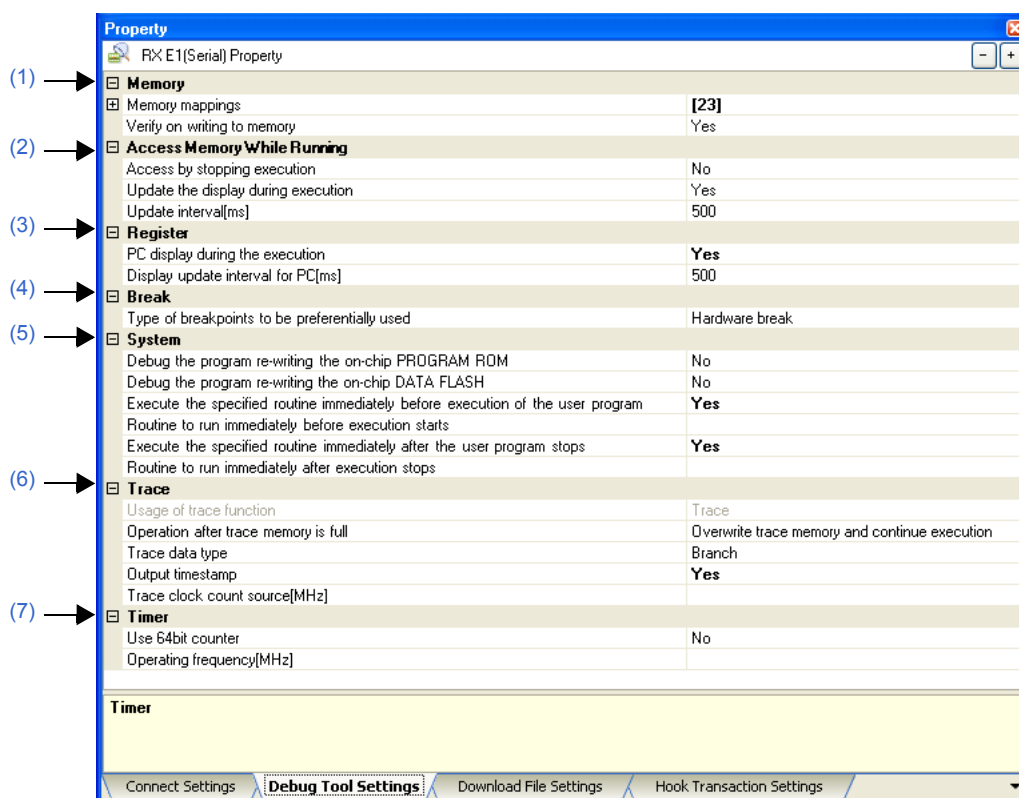 Property
RX E1(Serial) Property
(1) Memory
Memory mappings [23]
Verify on writing to memory Yes
(2) Access Memory While Running
Access by stopping execution No
Update the display during execution Yes
Update interval[ms] 500
(3) Register
PC display during the execution Yes
Display update interval for PC[ms] 500
(4) Break
Type of breakpoints to be preferentially used Hardware break
(5) System
Debug the program re-writing the on-chip PROGRAM ROM No
Debug the program re-writing the on-chip DATA FLASH No
Execute the specified routine immediately before execution of the user program Yes
Routine to run immediately before execution starts
Execute the specified routine immediately after the user program stops Yes
Routine to run immediately after execution stops
(6) Trace
Usage of trace function Trace
Operation after trace memory is full Overwrite trace memory and continue execution
Trace data type Branch
Output timestamp Yes
Trace clock count source[MHz]
(7) Timer
Use 64bit counter No
Operating frequency[MHz]
Timer
Connect Settings Debug Tool Settings Download File Settings Hook Transaction Settings